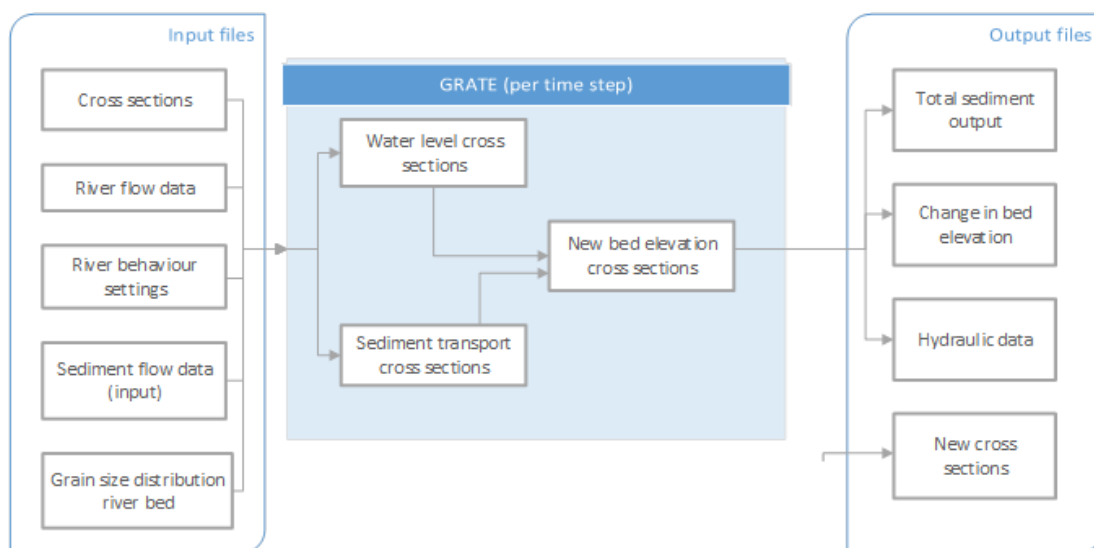 Input files
Cross sections
River flow data
River behaviour
settings
Sediment flow data
(input)
Grain size distribution
river bed
GRATE (per time step)
Water level cross
sections
Sediment transport
cross sections
New bed elevation
cross sections
Output files
Total sediment
output
Change in bed
elevation
Hydraulic data
New cross
sections